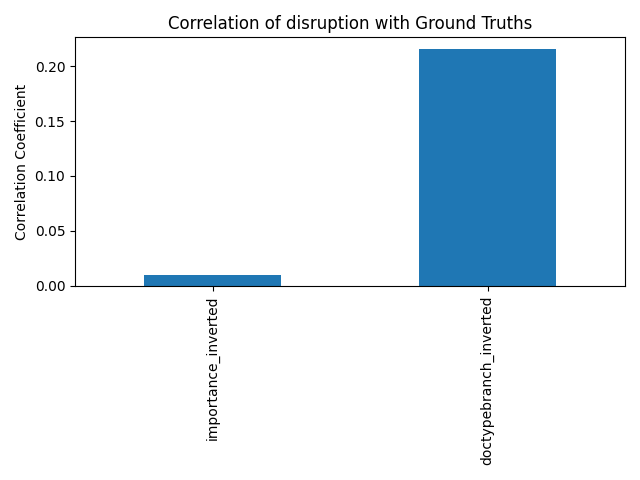 Correlation of disruption with Ground Truths
Correlation Coefficient
0.20
0.15
0.10
0.05
0.00
importance_inverted
doctypebranch_inverted